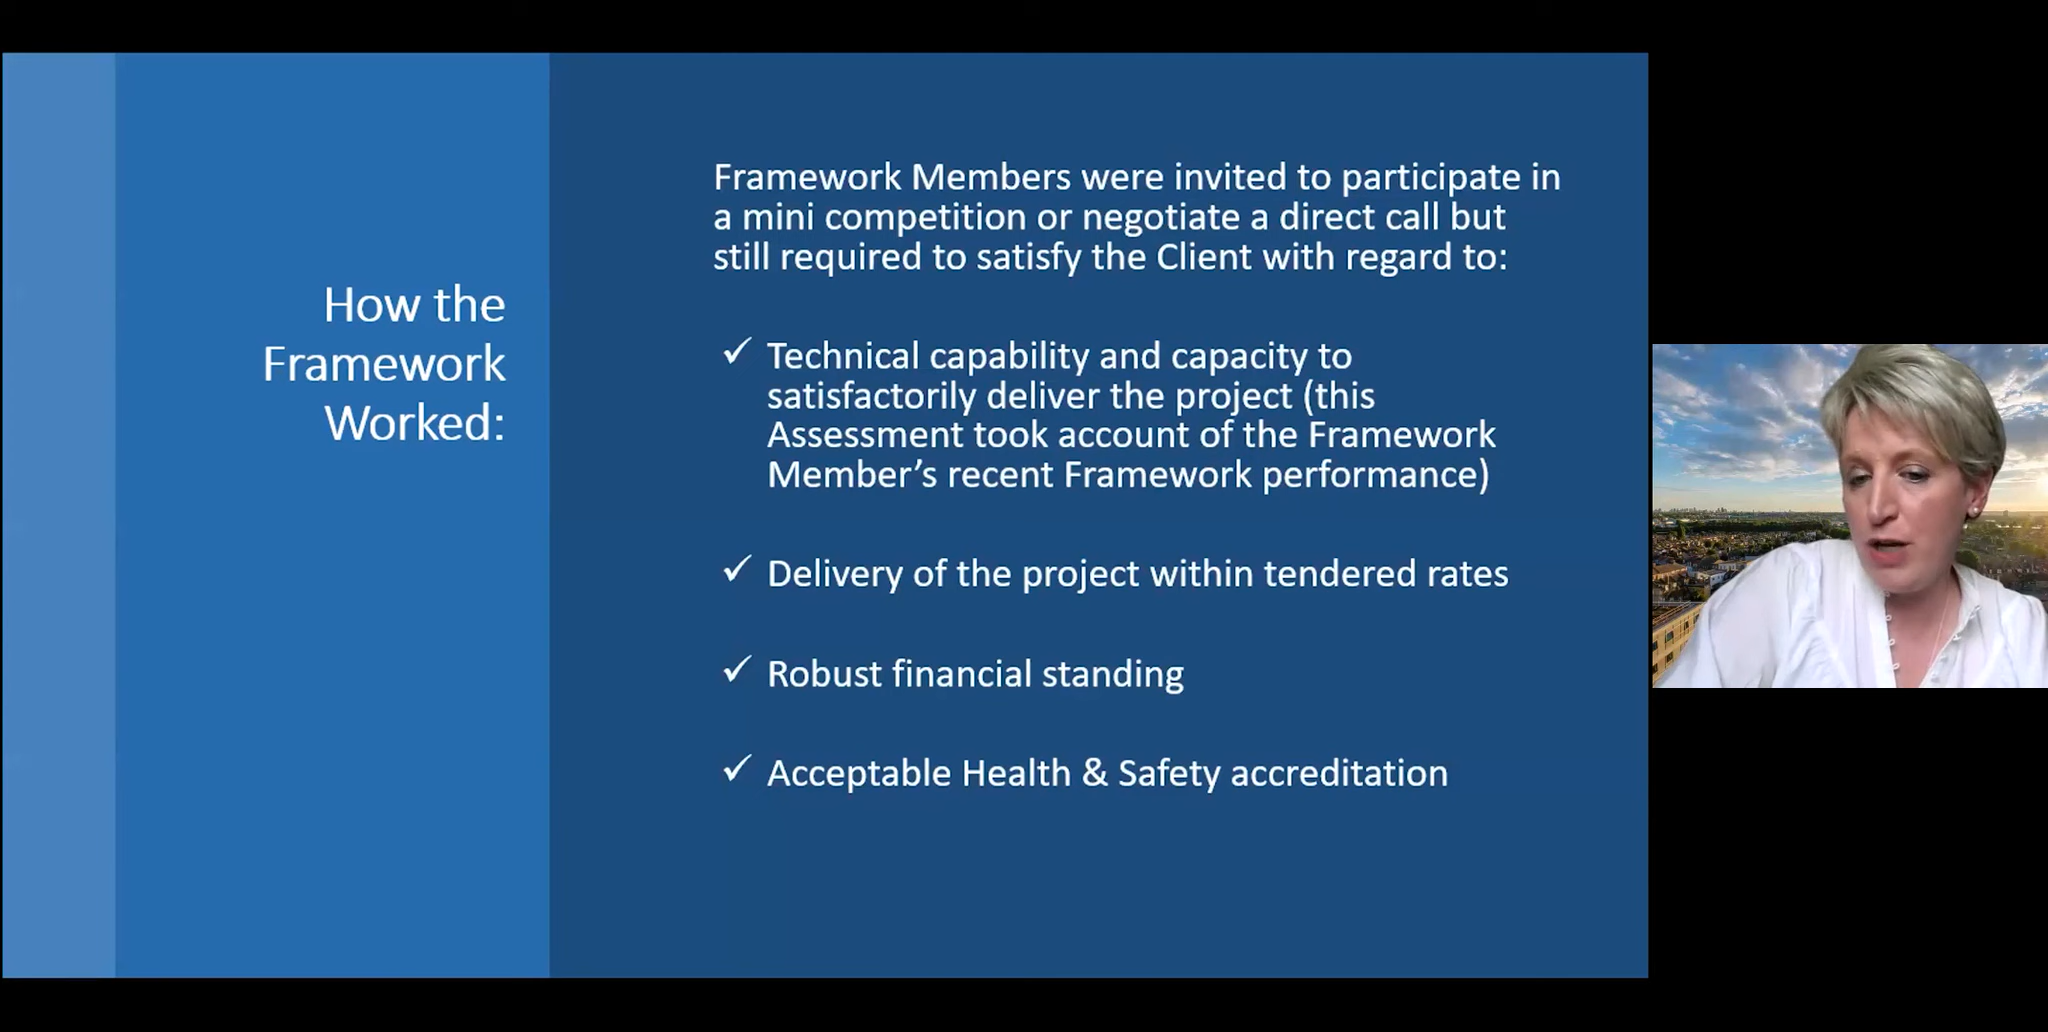 How the
Framework
Worked:
Framework Members were invited to participate in
a mini competition or negotiate a direct call but
still required to satisfy the Client with regard to:
✓ Technical capability and capacity to
satisfactorily deliver the project (this
Assessment took account of the Framework
Member’s recent Framework performance)
✓ Delivery of the project within tendered rates
✓ Robust financial standing
✓ Acceptable Health & Safety accreditation